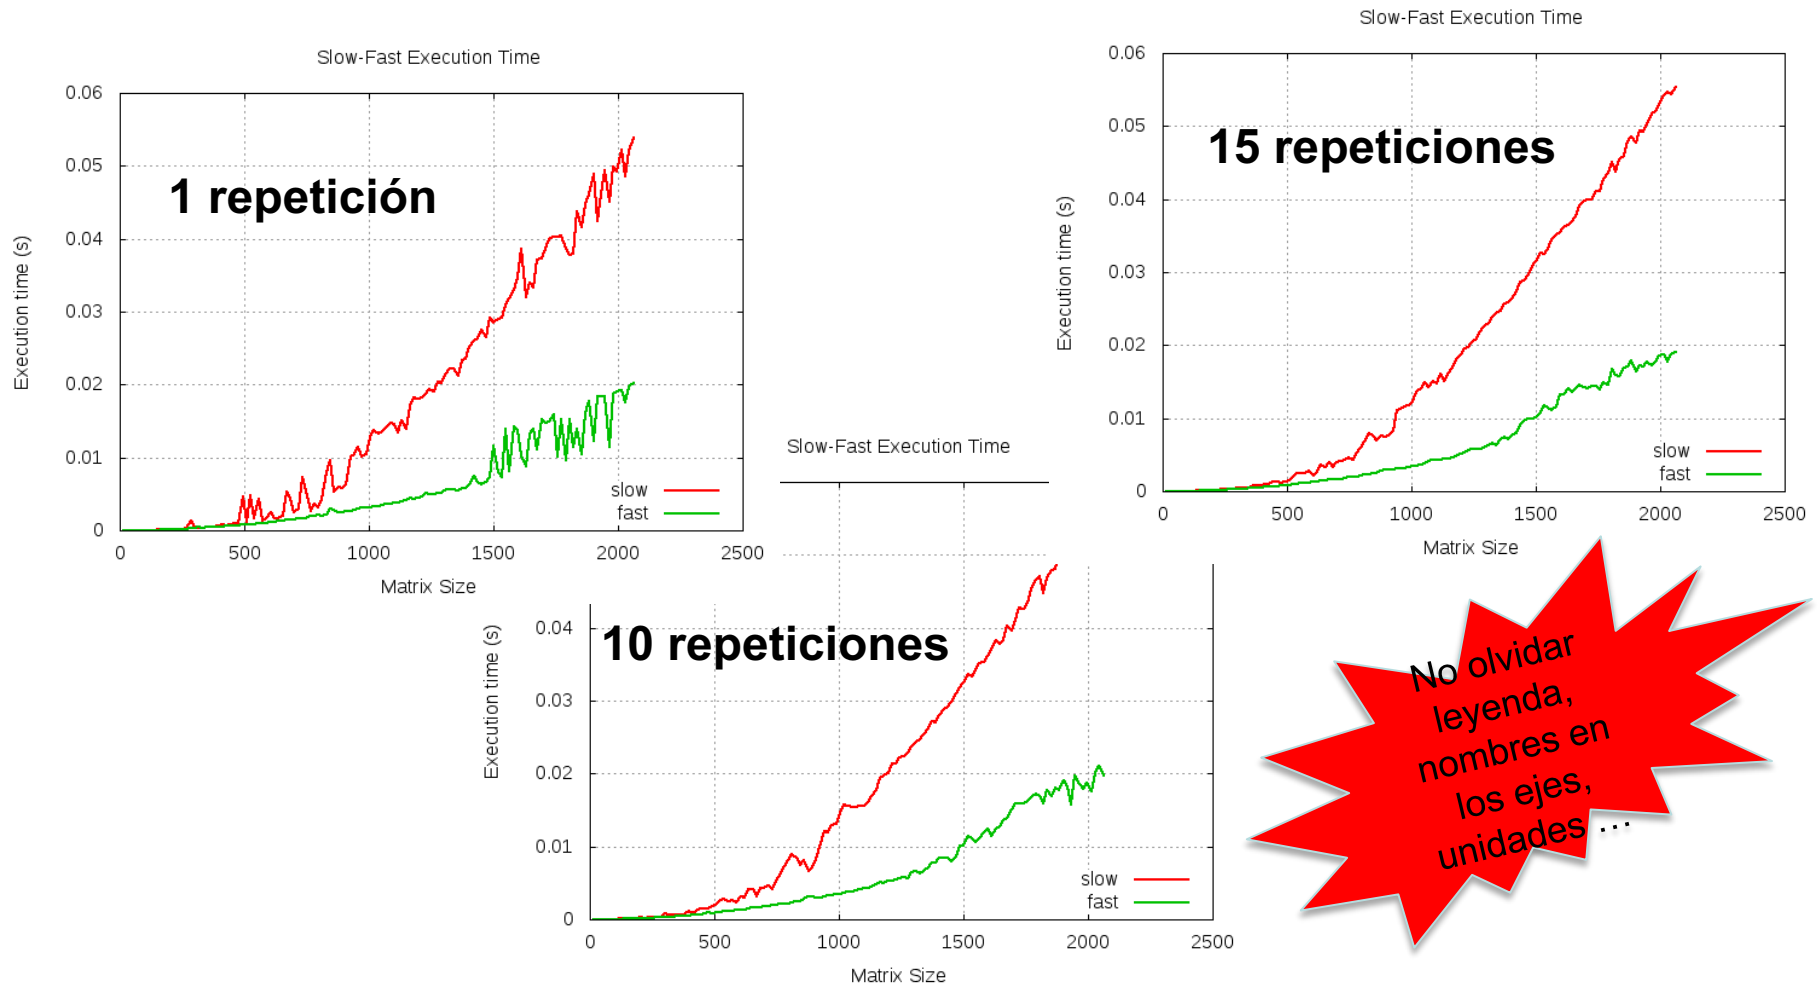 Slow-Fast Execution Time
0.06
0.05
0.04
0.03
0.02
0.01
0
Execution time (s)
1 repetición
slow
fast
0 500 1000 1500 2000 2500
Matrix Size
Slow-Fast Execution Time
0.06
0.05
0.04
0.03
0.02
0.01
0
Execution time (s)
15 repeticiones
slow
fast
0 500 1000 1500 2000 2500
Matrix Size
Slow-Fast Execution Time
0.04
0.03
0.02
0.01
0
Execution time (s)
10 repeticiones
slow
fast
0 500 1000 1500 2000 2500
Matrix Size
No olvidar
leyenda,
nombres en
los ejes,
unidades …